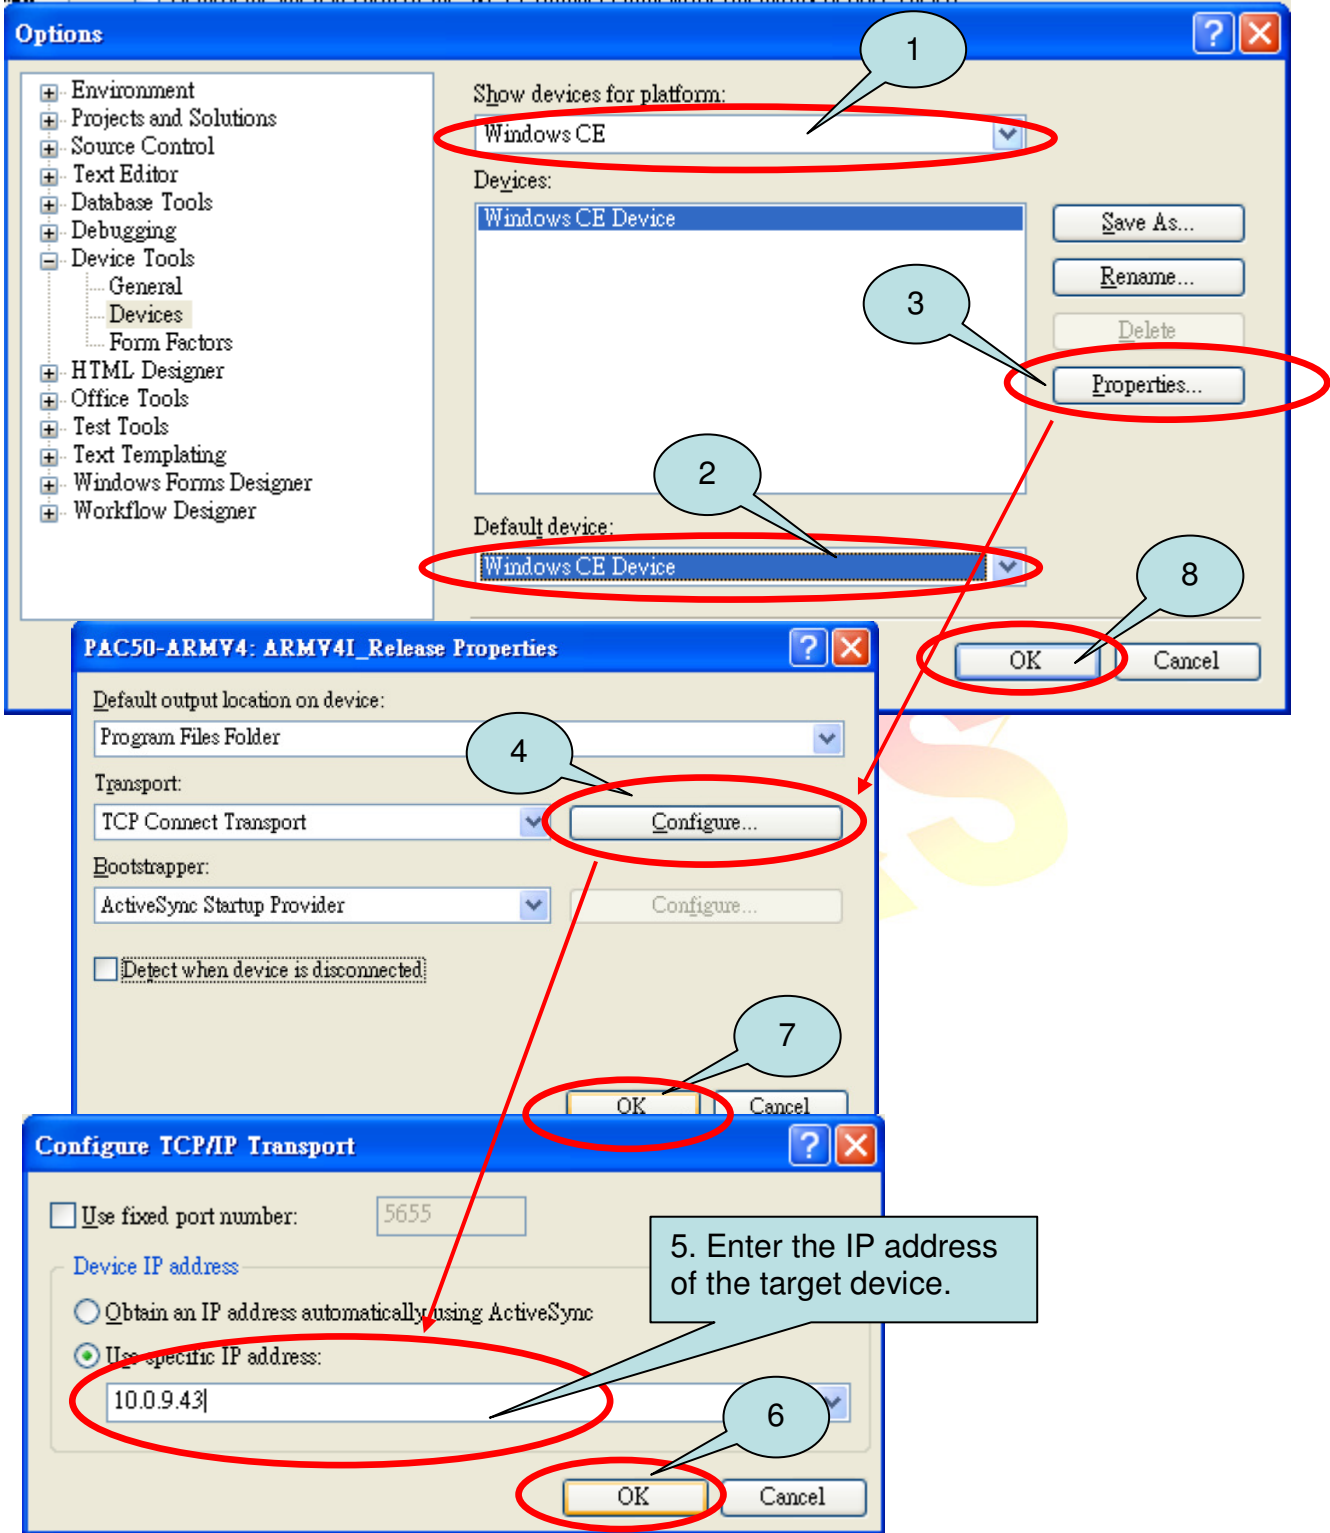 Options
1
Environment
Projects and Solutions
Source Control
Text Editor
Database Tools
Debugging
Device Tools
General
Devices
Form Factors
HTML Designer
Office Tools
Test Tools
Text Templating
Windows Forms Designer
Workflow Designer
Show devices for platform:
Windows CE
Devices:
Windows CE Device
Save As...
Rename...
Delete
Properties...
3
2
Default device:
Windows CE Device
8
OK
Cancel
PAC50-ARMV4: ARMV4I_Release Properties
Default output location on device:
Program Files Folder
4
Transport:
TCP Connect Transport
Configure...
Bootstrapper:
ActiveSync Startup Provider
Configure...
Detect when device is disconnected
7
OK
Cancel
Configure TCP/IP Transport
Use fixed port number:
5655
5. Enter the IP address
of the target device.
Device IP address
Obtain an IP address automatically using ActiveSync
Use specific IP address:
10.0.9.43
6
OK
Cancel